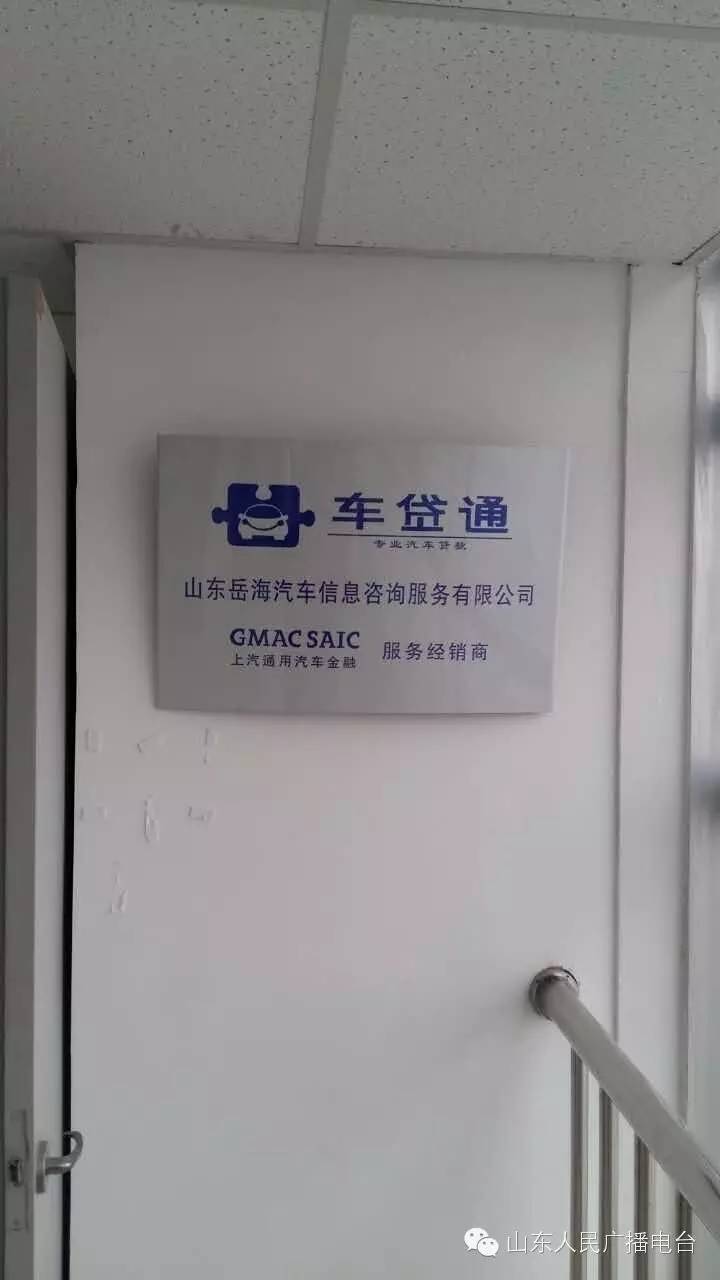 车贷通
专业汽车贷款
山东岳海汽车信息咨询服务有限公司
GMAC SAIC
上汽通用汽车金融 服务经销商
山东人民广播电台